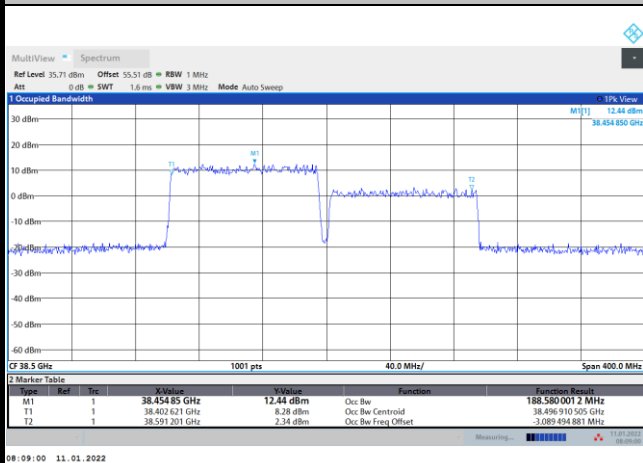 MultiView Spectrum
Ref Level 35.71 dBm Offset 55.51 dB RBW 1 MHz
Att 0 dB SWT 1.6 ms VBW 3 MHz Mode Auto Sweep
1 Occupied Bandwidth 1Pk View
M1[1] 12.44 dBm
38.454 850 GHz
30 dBm
20 dBm
M1
T1
10 dBm
T2
0 dBm
-10 dBm
-20 dBm
-30 dBm
-40 dBm
-50 dBm
-60 dBm
CF 38.5 GHz 1001 pts 40.0 MHz/ Span 400.0 MHz
2 Marker Table
Type Ref Trc X-Value Y-Value Function Function Result
M1 1 38.454 85 GHz 12.44 dBm Occ Bw 188.580 001 2 MHz
T1 1 38.402 621 GHz 8.28 dBm Occ Bw Centroid 38.496 910 505 GHz
T2 1 38.591 201 GHz 2.34 dBm Occ Bw Freq Offset -3.089 494 881 MHz
Measuring... 11.01.2022
08:09:00
08:09:00 11.01.2022